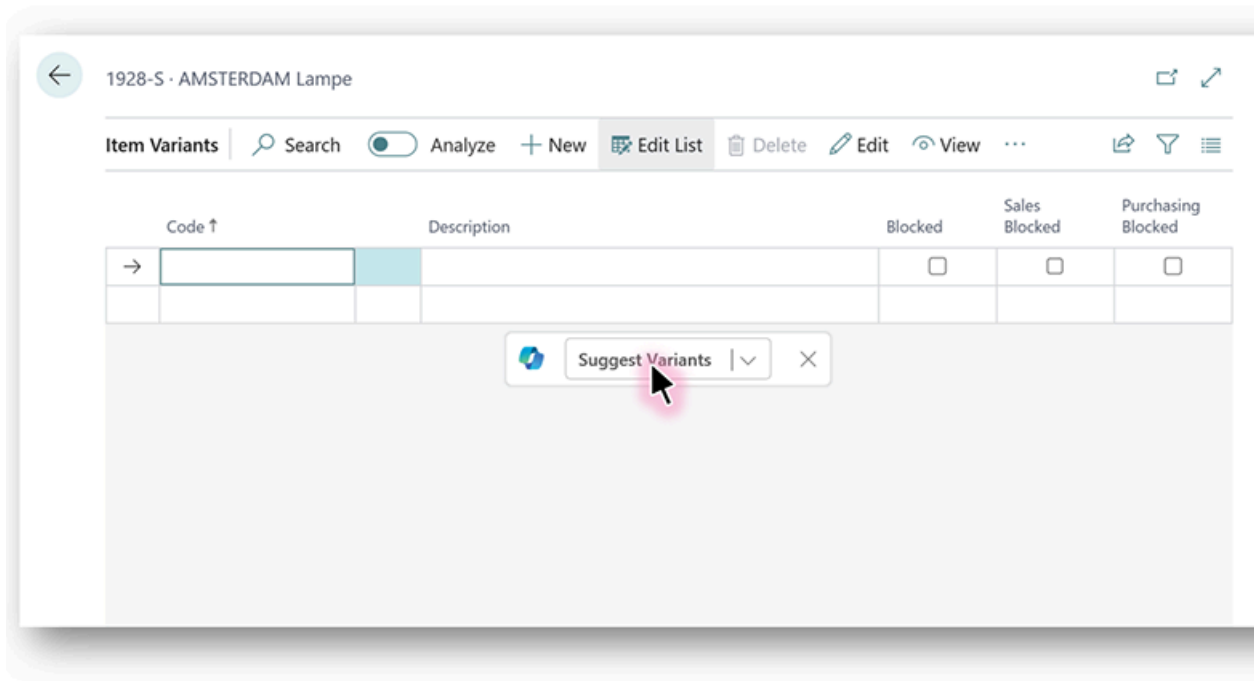 1928-S · AMSTERDAM Lampe
Item Variants Search Analyze New Edit List Delete Edit View ···
Code ↑ Description Blocked Sales Blocked Purchasing Blocked
Suggest Variants